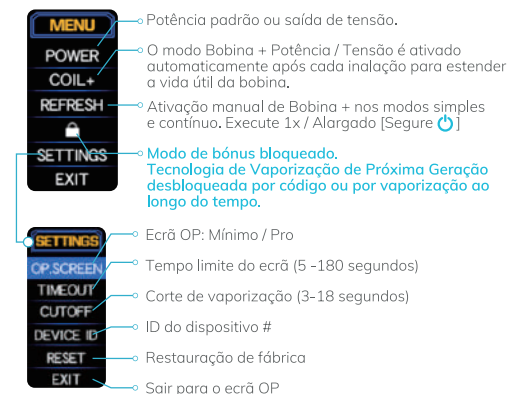 MENU
Potência padrão ou saída de tensão.
POWER
O modo Bobina + Potência / Tensão é ativado
automaticamente após cada inalação para estender
a vida útil da bobina.
COIL+
REFRESH
Ativação manual de Bobina + nos modos simples
e contínuo. Execute 1x / Alargado [Segure ]
SETTINGS
Modo de bónus bloqueado.
Tecnologia de Vaporização de Próxima Geração
desbloqueada por código ou por vaporização ao
longo do tempo.
EXIT
SETTINGS
Ecrã OP: Mínimo / Pro
OP.SCREEN
Tempo limite do ecrã (5 -180 segundos)
TIMEOUT
Corte de vaporização (3-18 segundos)
CUTOFF
DEVICE ID
ID do dispositivo #
RESET
Restauração de fábrica
EXIT
Sair para o ecrã OP